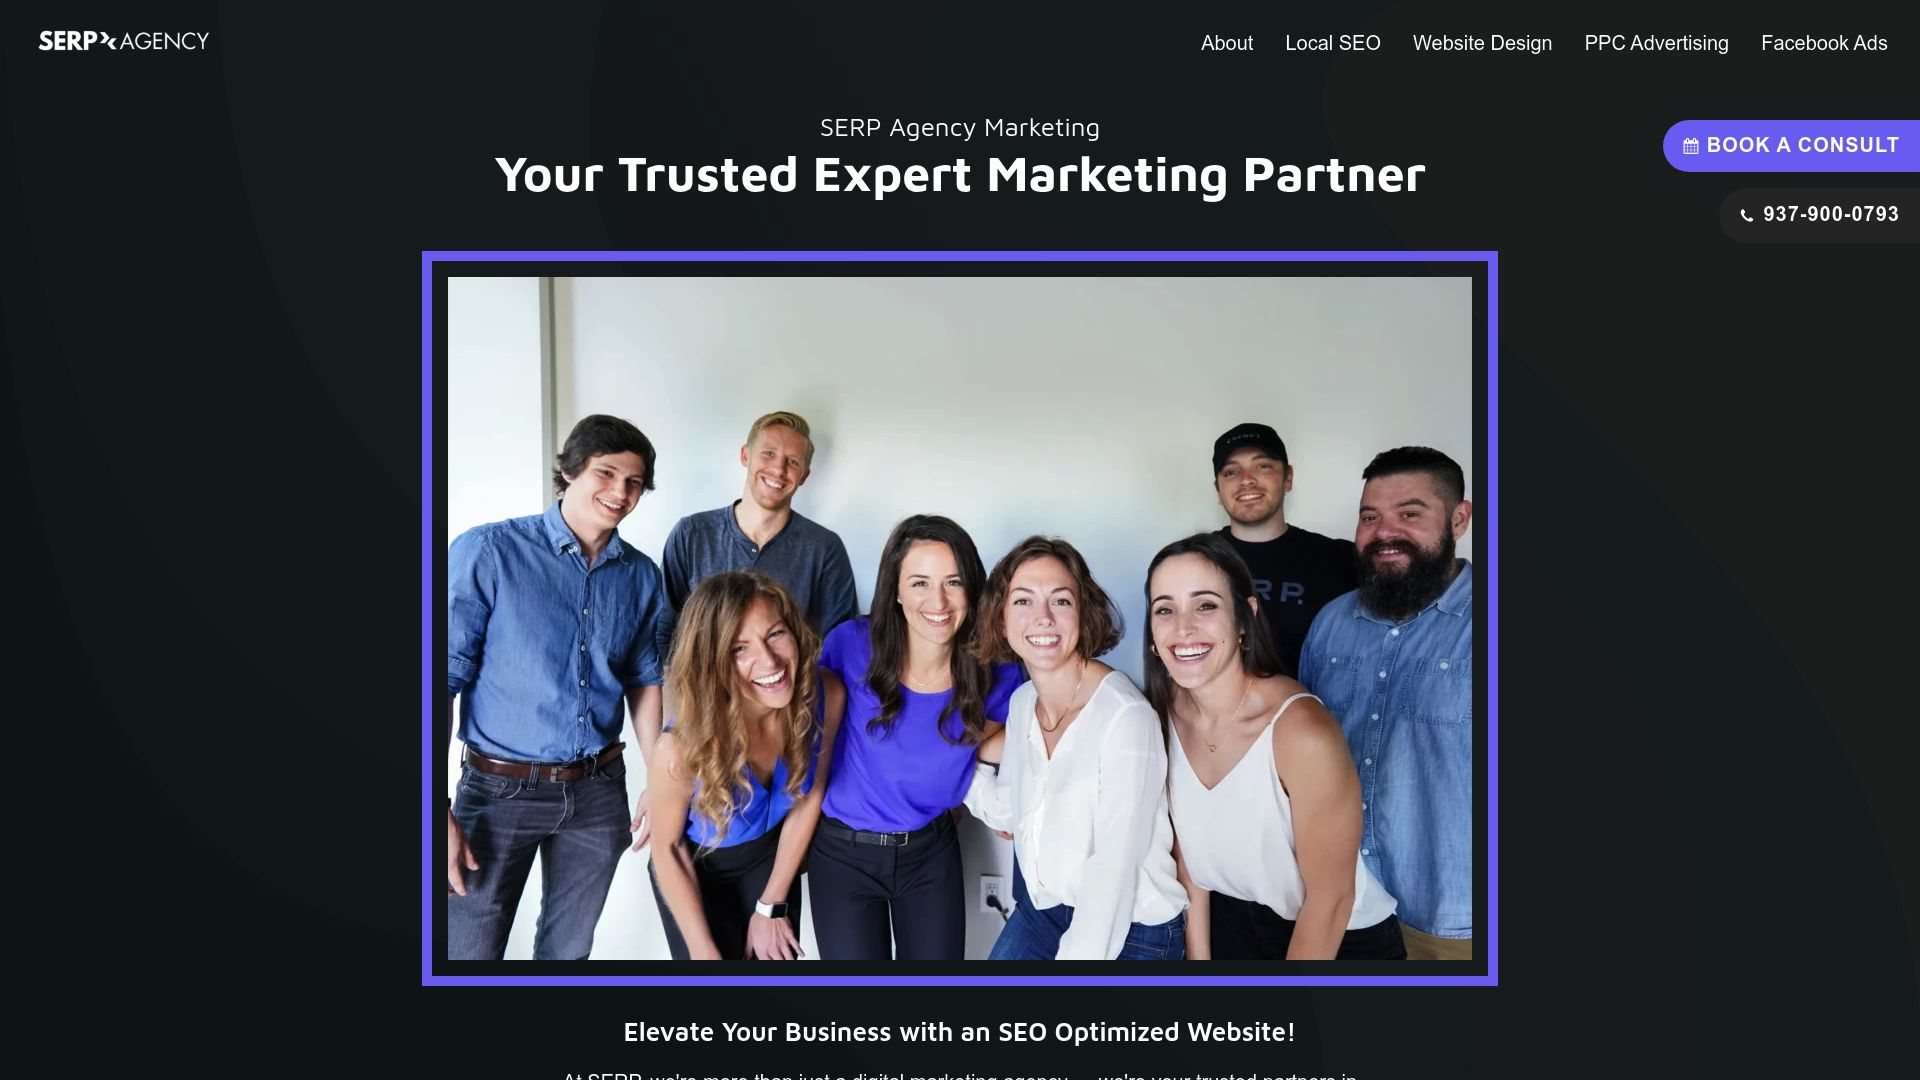 SERP AGENCY
About
Local SEO
Website Design
PPC Advertising
Facebook Ads
SERP Agency Marketing
Your Trusted Expert Marketing Partner
BOOK A CONSULT
937-900-0793
RP.
Elevate Your Business with an SEO Optimized Website!
At SERP, we're more than just a digital marketing agency — we're your trusted partners in